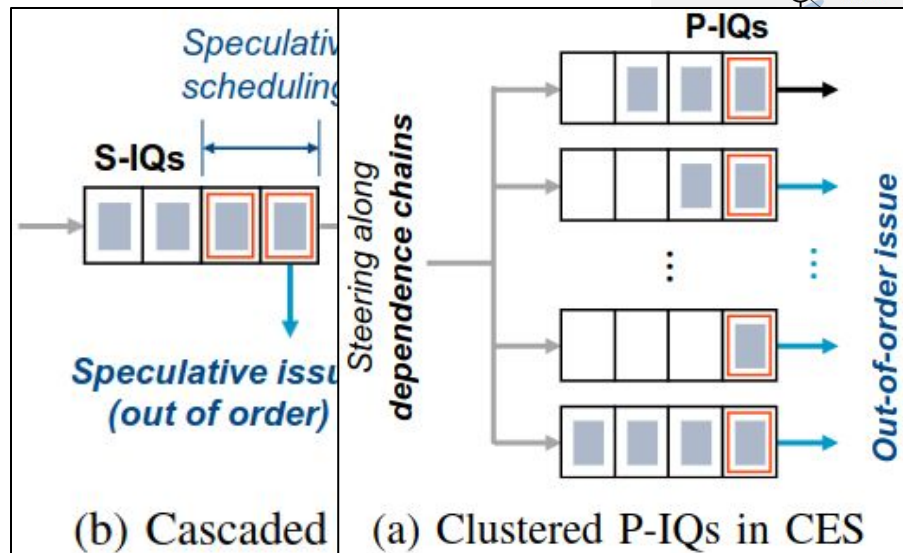 Speculativ
scheduling
S-IQs
Speculative issu
(out of order)
(b) Cascaded
P-IQs
Steering along
dependence chains
Out-of-order issue
(a) Clustered P-IQs in CES